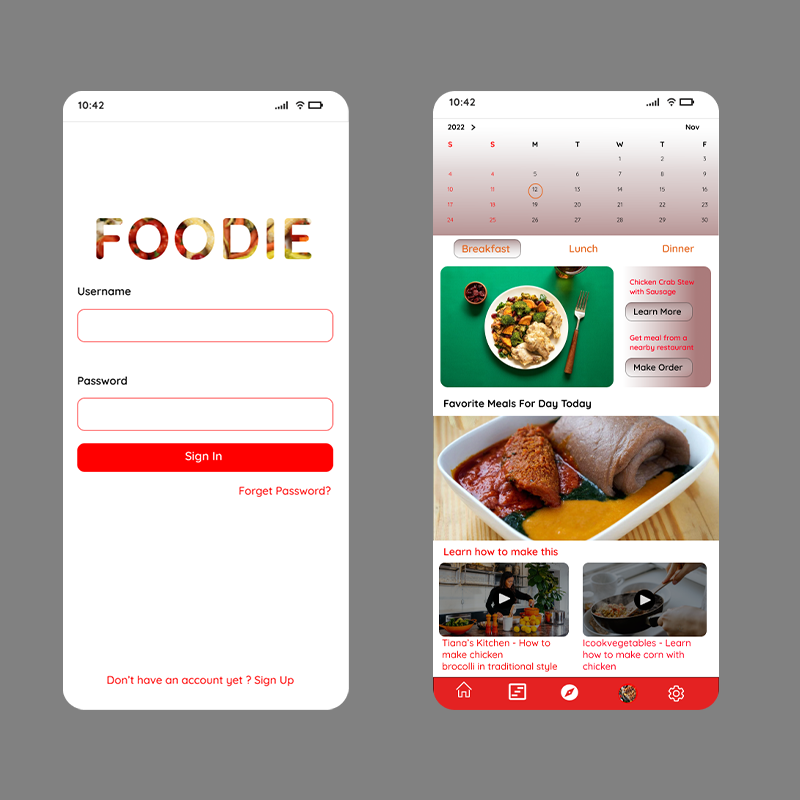 10:42
FOODIE
Username
Password
Sign In
Forget Password?
Don't have an account yet ? Sign Up
10:42
2022 > Nov
S S M T W T F
1 2 3
4 4 5 6 7 8 9
10 11 12 13 14 15 16
17 18 19 20 21 22 23
24 25 26 27 28 29 30
Breakfast Lunch Dinner
Chicken Crab Stew
with Sausage
Learn More
Get meal from a
nearby restourant
Make Order
Favorite Meals For Day Today
Learn how to make this
Tiana's Kitchen - How to
make chicken
brocolli in traditional style
Icookvegetables - Learn
how to make corn with
chicken